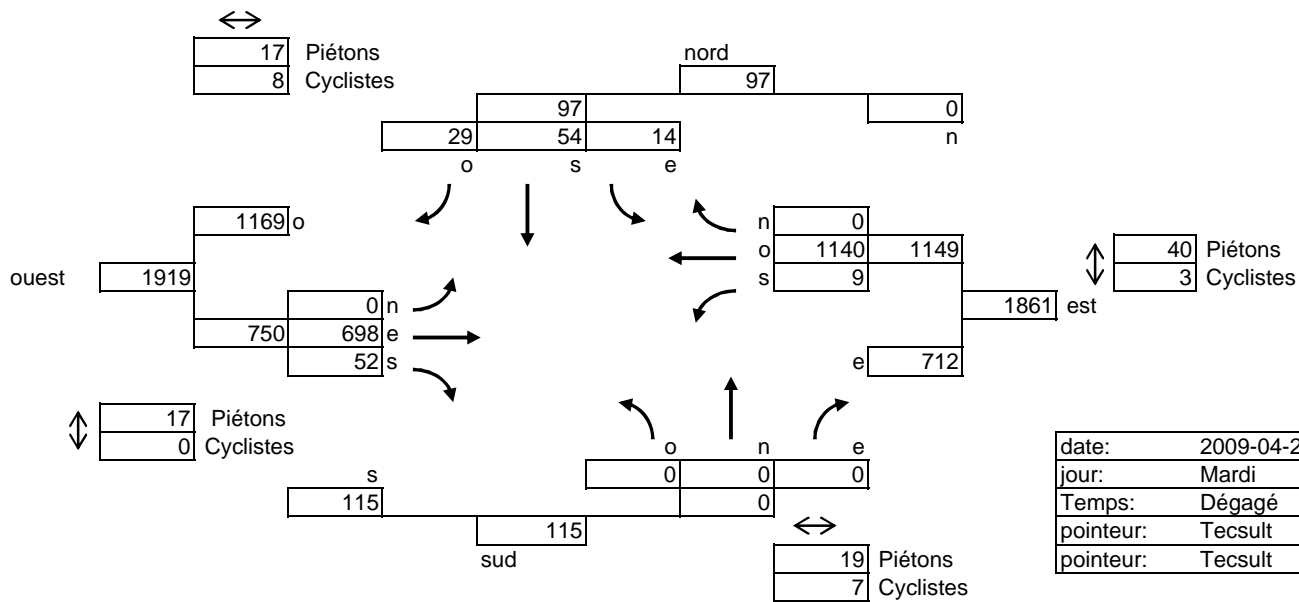 17 Piétons
nord
8 Cyclistes
97
97
0
29 54 14
n
o s e
1169 o
n 0
o 1140 1149
40 Piétons
ouest 1919
s 9
3 Cyclistes
0 n
1861 est
750 698 e
52 s
e 712
17 Piétons
0 Cyclistes
o n e
date: 2009-04-2
s
0 0 0
jour: Mardi
115
0
Temps: Dégagé
115
pointeur: Tecsult
sud
19 Piétons
pointeur: Tecsult
7 Cyclistes